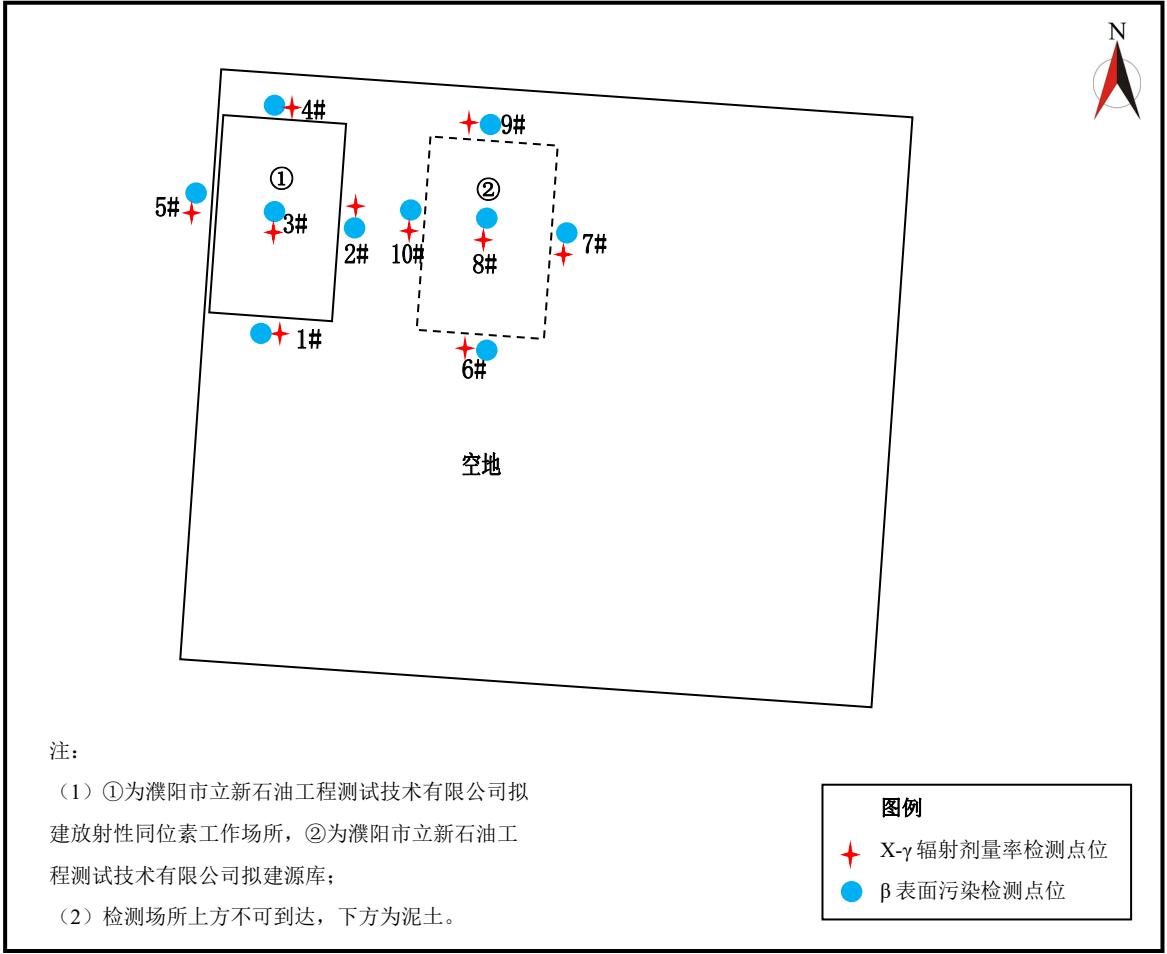 N
4#
9#
①
②
5#
3#
2#
10#
8#
7#
1#
6#
空地
注:
（1）①为濮阳市立新石油工程测试技术有限公司拟
建放射性同位素工作场所，②为濮阳市立新石油工
程测试技术有限公司拟建源库；
（2）检测场所上方不可到达，下方为泥土。
图例
X-γ 辐射剂量率检测点位
β 表面污染检测点位